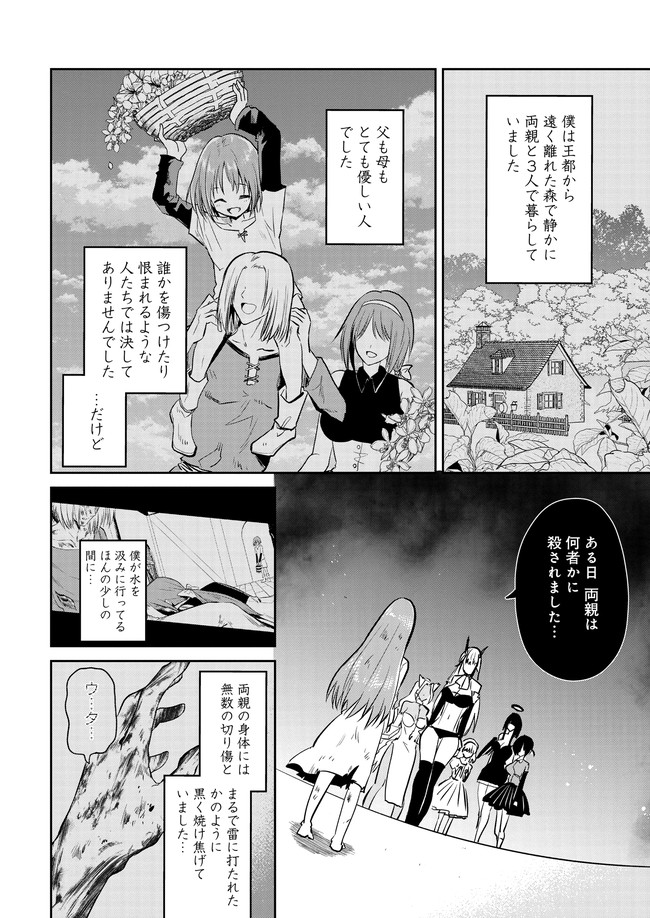 僕は王都から
遠く離れた森で静かに
両親と3人で暮らして
いました
父も母も
とても優しい人
でした
誰かを傷つけたり
恨まれるような
人たちでは決して
ありませんでした
…だけど
ある日 両親は
何者かに
殺されました…
僕が水を
汲みに行ってる
ほんの少しの
間に…
両親の身体には
無数の切り傷と
まるで雷に打たれた
かのように
黒く焼け焦げて
いました…
ウ…タ…